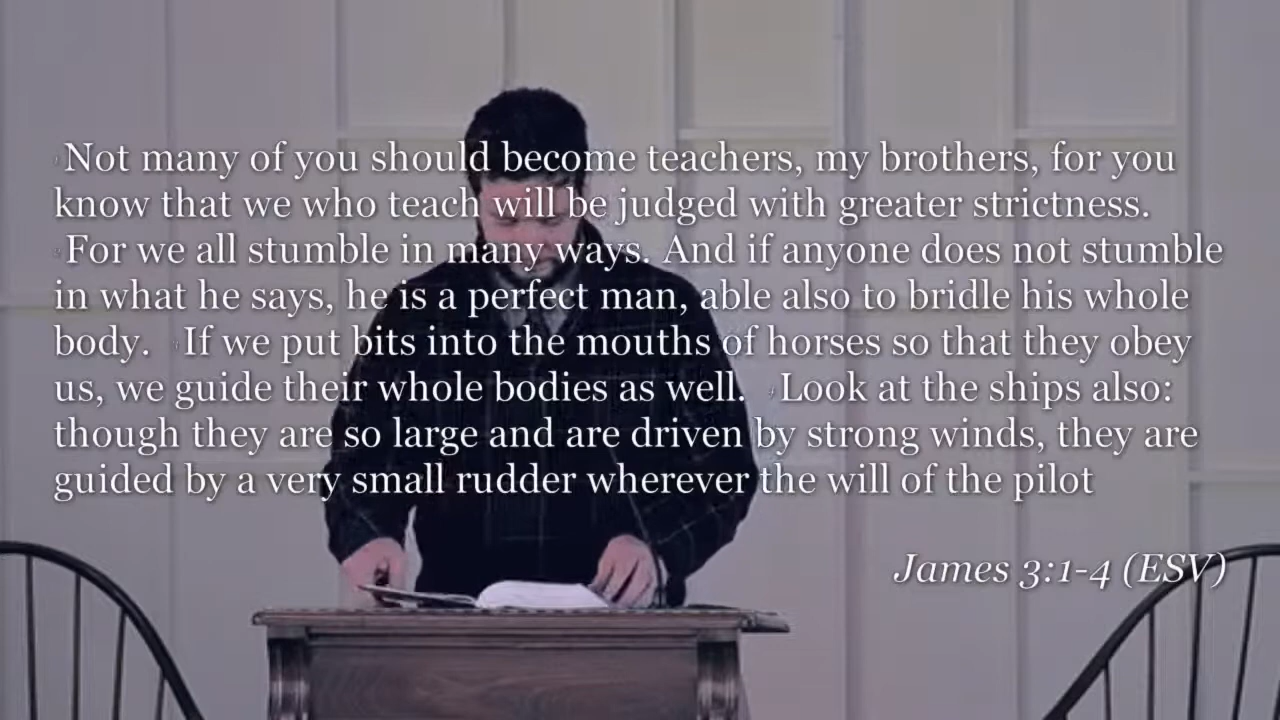 Not many of you should become teachers, my brothers, for you
know that we who teach will be judged with greater strictness.
For we all stumble in many ways. And if anyone does not stumble
in what he says, he is a perfect man, able also to bridle his whole
body. If we put bits into the mouths of horses so that they obey
us, we guide their whole bodies as well. Look at the ships also:
though they are so large and are driven by strong winds, they are
guided by a very small rudder wherever the will of the pilot
James 3:1-4 (ESV)